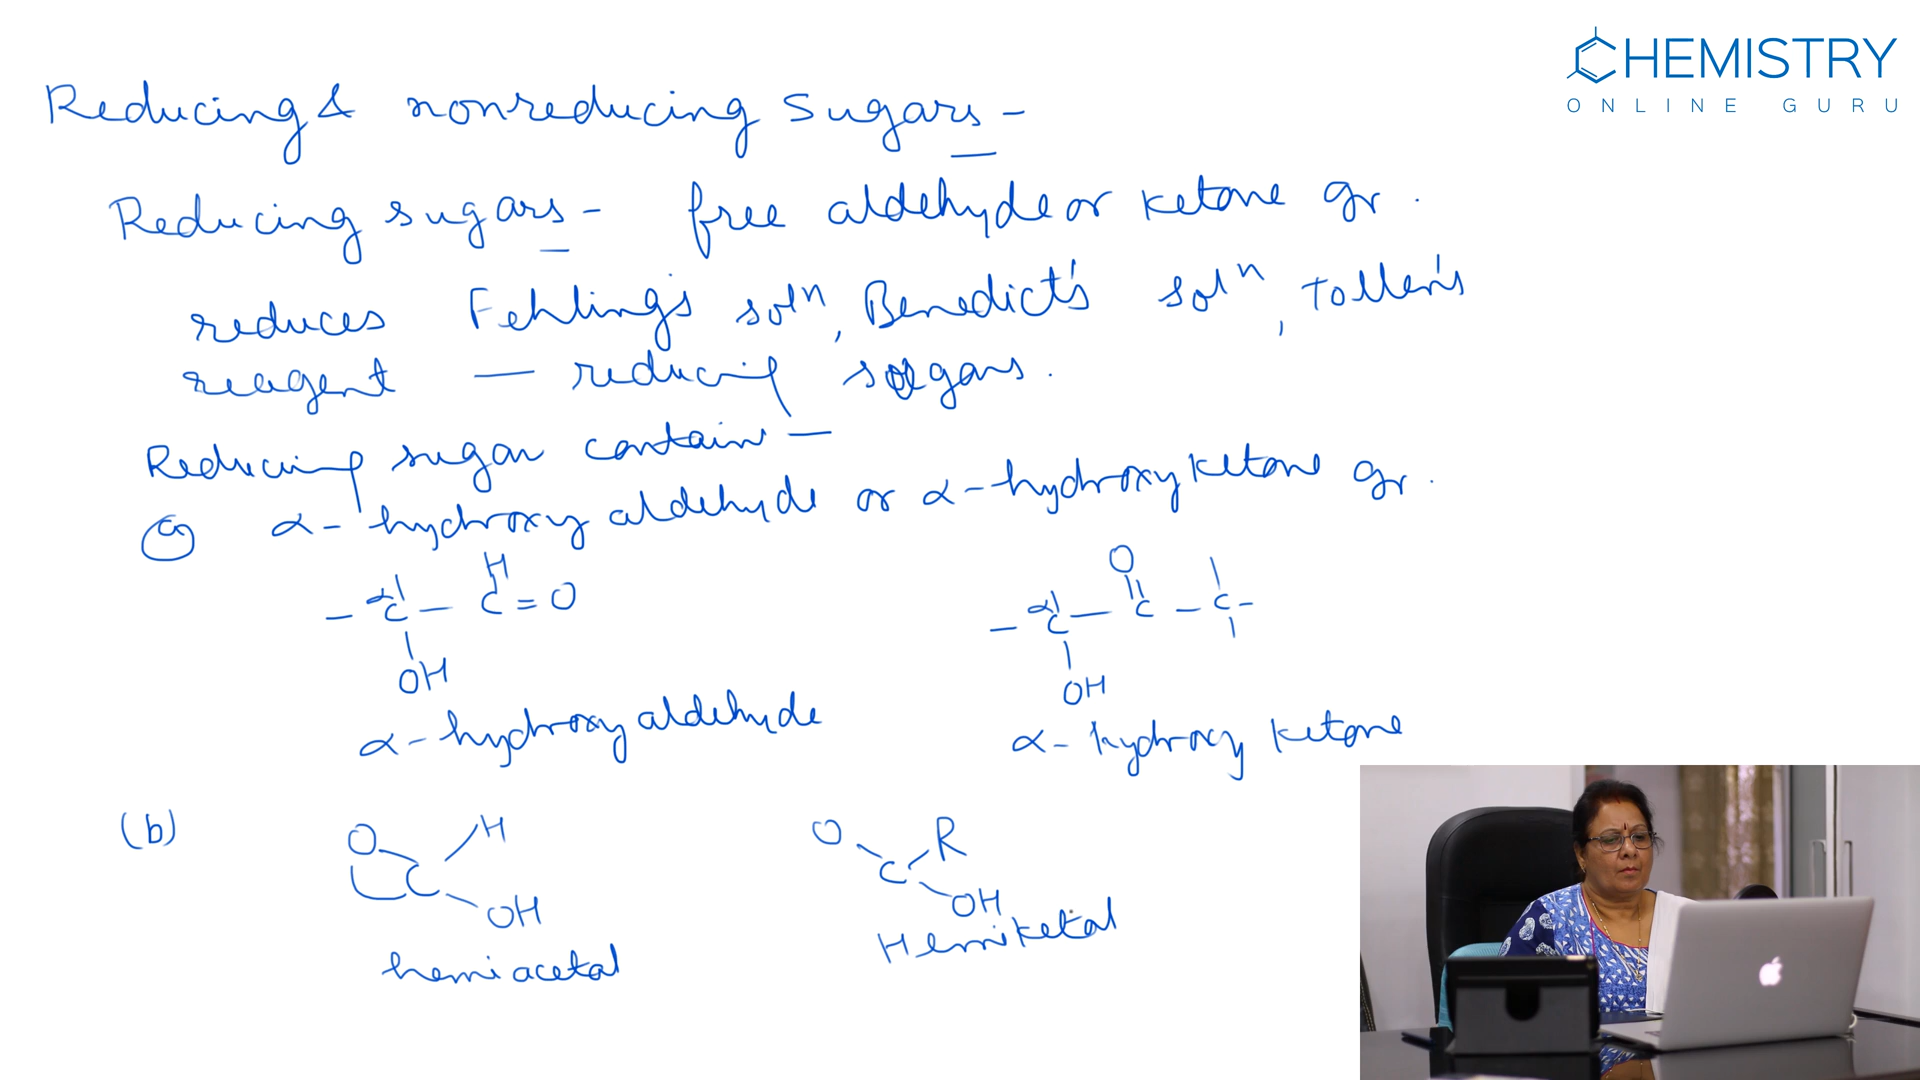 CHEMISTRY
ONLINE GURU
Reducing & nonreducing sugars -
Reducing sugars - free aldehyde or ketone gr.
reduces Fehling's solⁿ, Benedict's solⁿ, Tollen's
reagent — reducing sugars.
Reducing sugar contain —
(a) α-hydroxy aldehyde or α-hydroxy ketone gr.
H O
- αC - C = O - αC - C - C -
OH OH
α-hydroxy aldehyde α-hydroxy ketone
(b) O H O R
C C
OH OH
hemiacetal Hemiketal